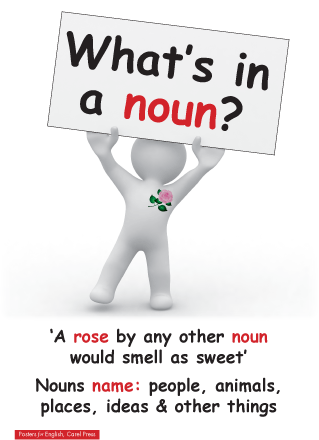 What's in
a noun?
‘A rose by any other noun
would smell as sweet’
Nouns name: people, animals,
places, ideas & other things
Posters for English, Carel Press